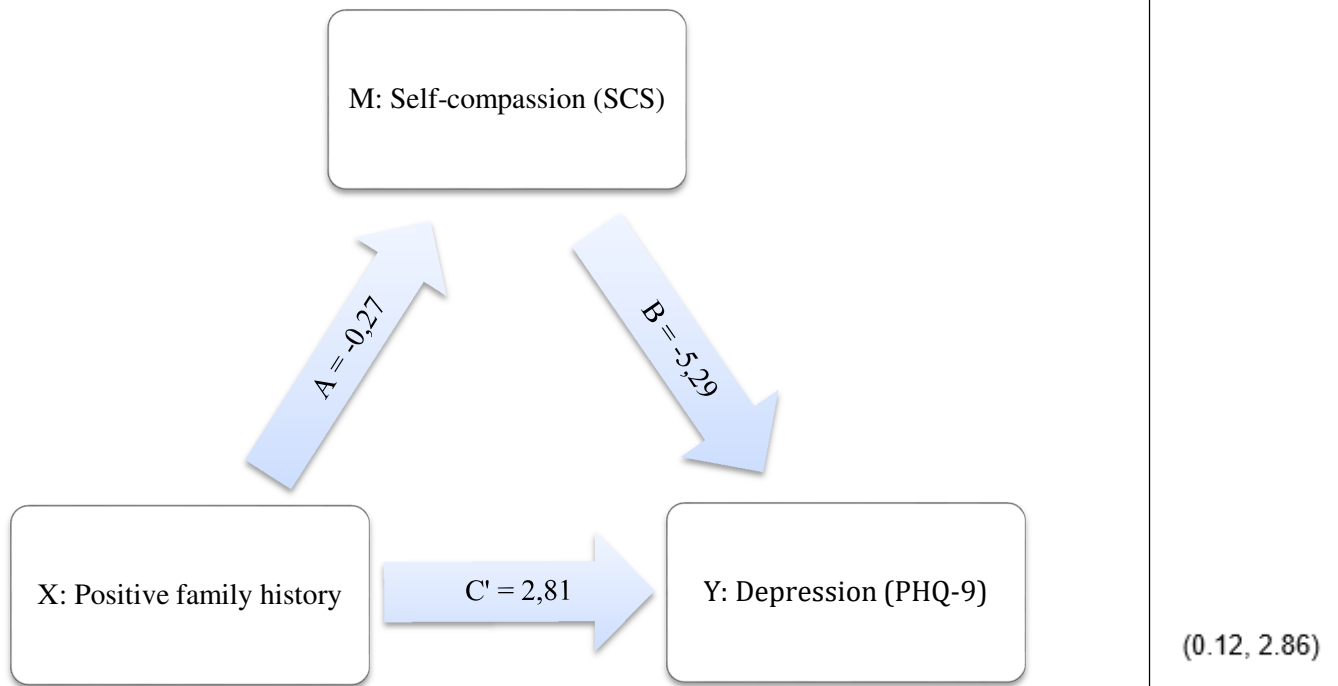 M: Self-compassion (SCS)
A = -0,27
B = -5,29
X: Positive family history
C' = 2,81
Y: Depression (PHQ-9)
(0.12, 2.86)